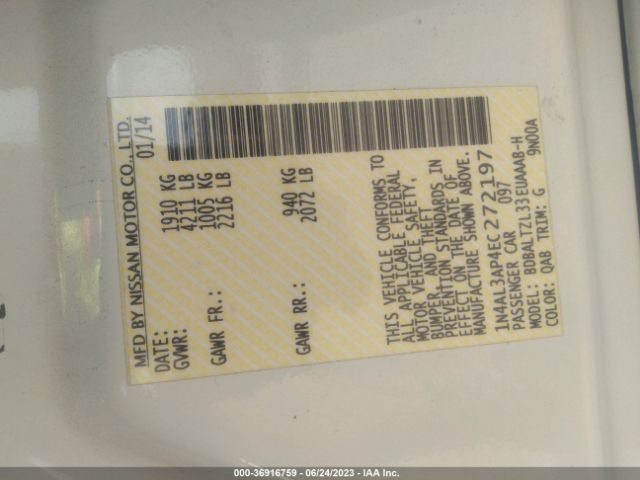 MFD BY NISSAN MOTOR CO., LTD.
DATE: 01/14
GVWR: 1910 KG
4211 LB
GAWR FR.: 1005 KG
2216 LB
GAWR RR.: 940 KG
2072 LB
THIS VEHICLE CONFORMS TO
ALL APPLICABLE FEDERAL
MOTOR VEHICLE SAFETY,
BUMPER, AND THEFT
PREVENTION STANDARDS IN
EFFECT ON THE DATE OF
MANUFACTURE SHOWN ABOVE.
1N4AL3AP4EC272197
PASSENGER CAR 097
MODEL: BDBALTZL33EUAAAB-H
COLOR: QAB TRIM: G 9N00A
000-36916759 - 06/24/2023 - IAA Inc.